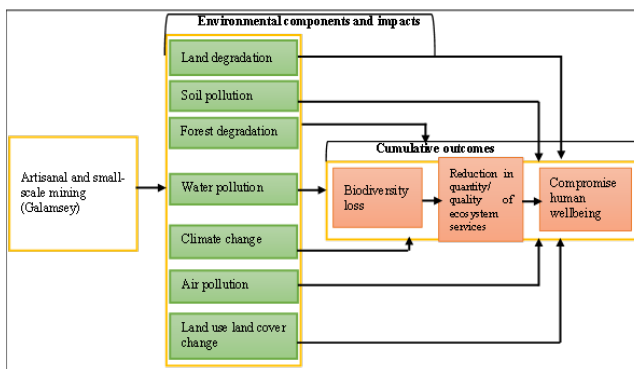 Environmental components and impacts
Land degradation
Soil pollution
Forest degradation
Cumulative outcomes
Artisanal and small-
scale mining
(Galamsey)
Water pollution
Biodiversity
loss
Reduction in
quantity/
quality of
ecosystem
services
Compromise
human
wellbeing
Climate change
Air pollution
Land use land cover
change